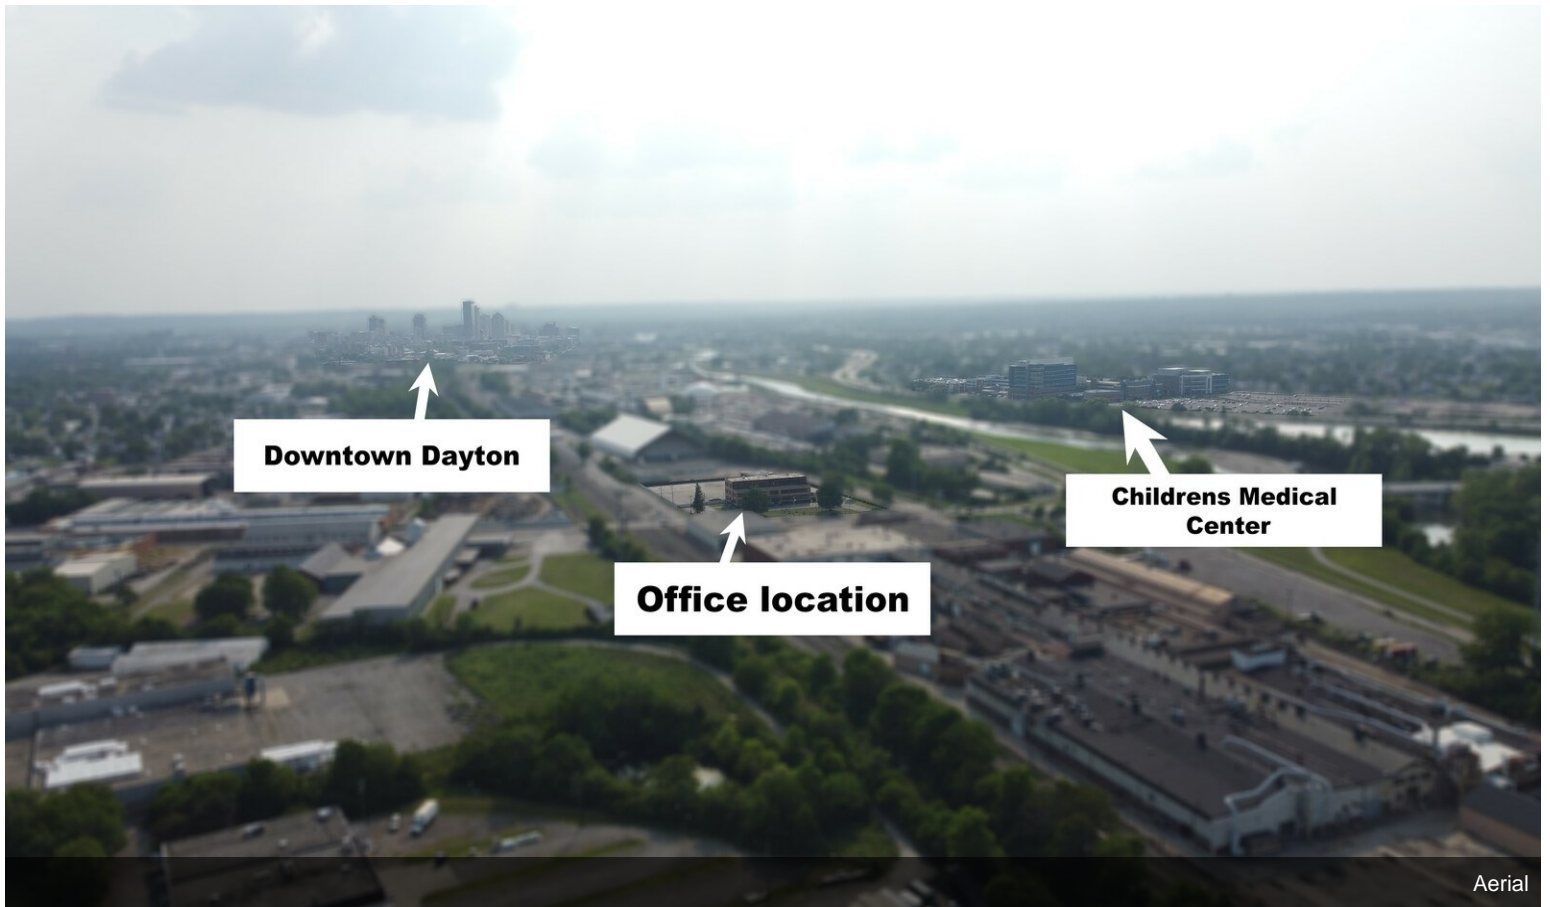 Downtown Dayton
Childrens Medical
Center
Office location
Aerial